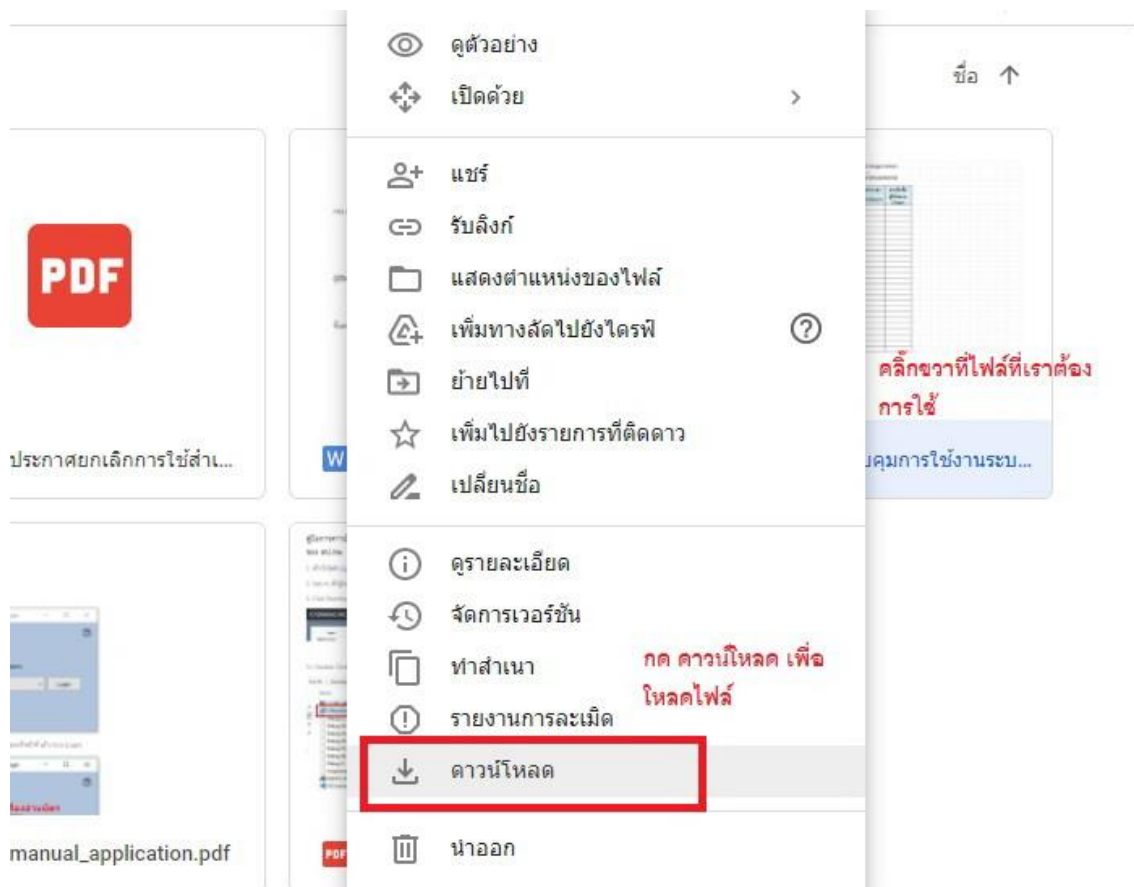 ดูตัวอย่าง
ชื่อ
เปิดด้วย
แชร์
รับลิงก์
PDF
แสดงตำแหน่งของไฟล์
เพิ่มทางลัดไปยังไดรฟ์
ย้ายไปที่
คลิ๊กขวาที่ไฟล์ที่เราต้อง
การใช้
เพิ่มไปยังรายการที่ติดดาว
ประกาศยกเลิกการใช้สำเ...
W
คุมการใช้งานระบ...
เปลี่ยนชื่อ
ดูรายละเอียด
จัดการเวอร์ชัน
ทำสำเนา
กด ดาวน์โหลด เพื่อ
โหลดไฟล์
รายงานการละเมิด
ดาวน์โหลด
manual_application.pdf
PDF
นำออก